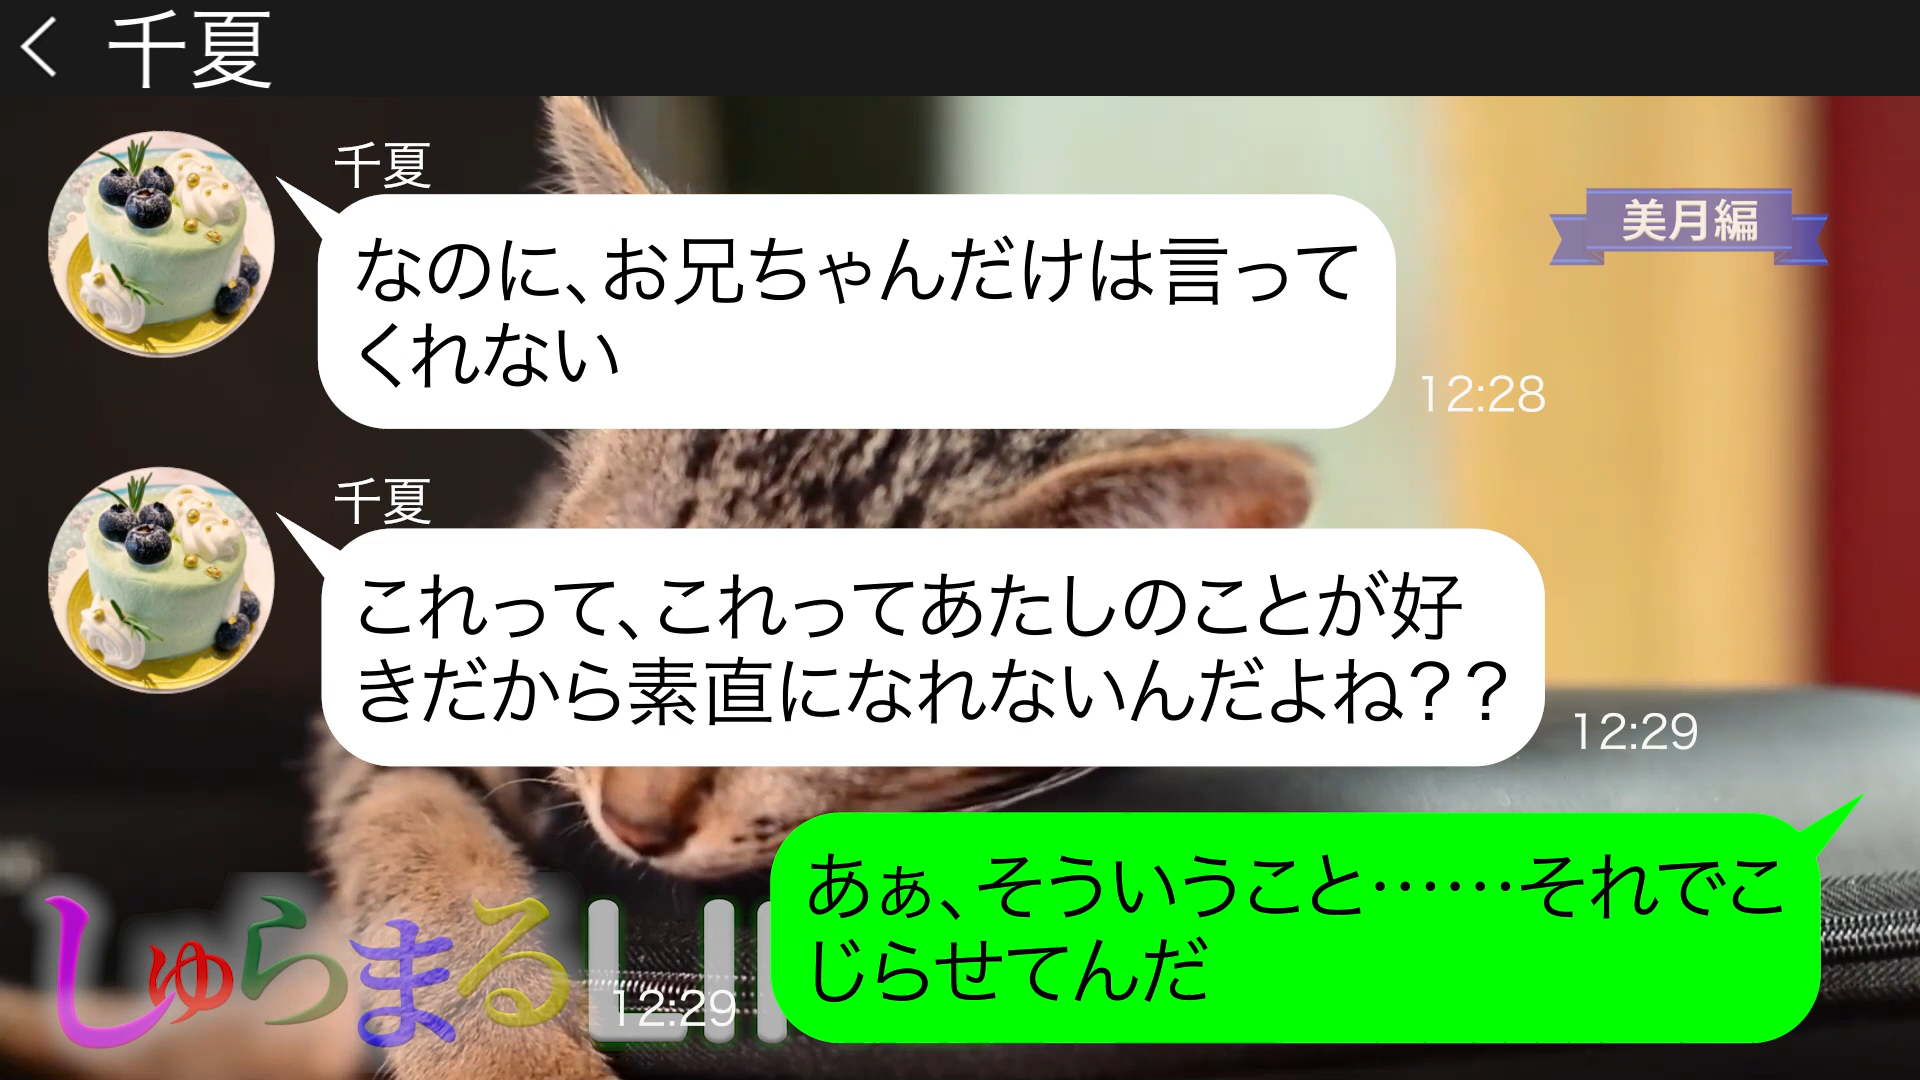 千夏
千夏
美月編
なのに、お兄ちゃんだけは言って
くれない
12:28
千夏
これって、これってあたしのことが好
きだから素直になれないんだよね？？
12:29
あぁ、そういうこと……それでこ
じらせてんだ
12:29
しゅらまるLI